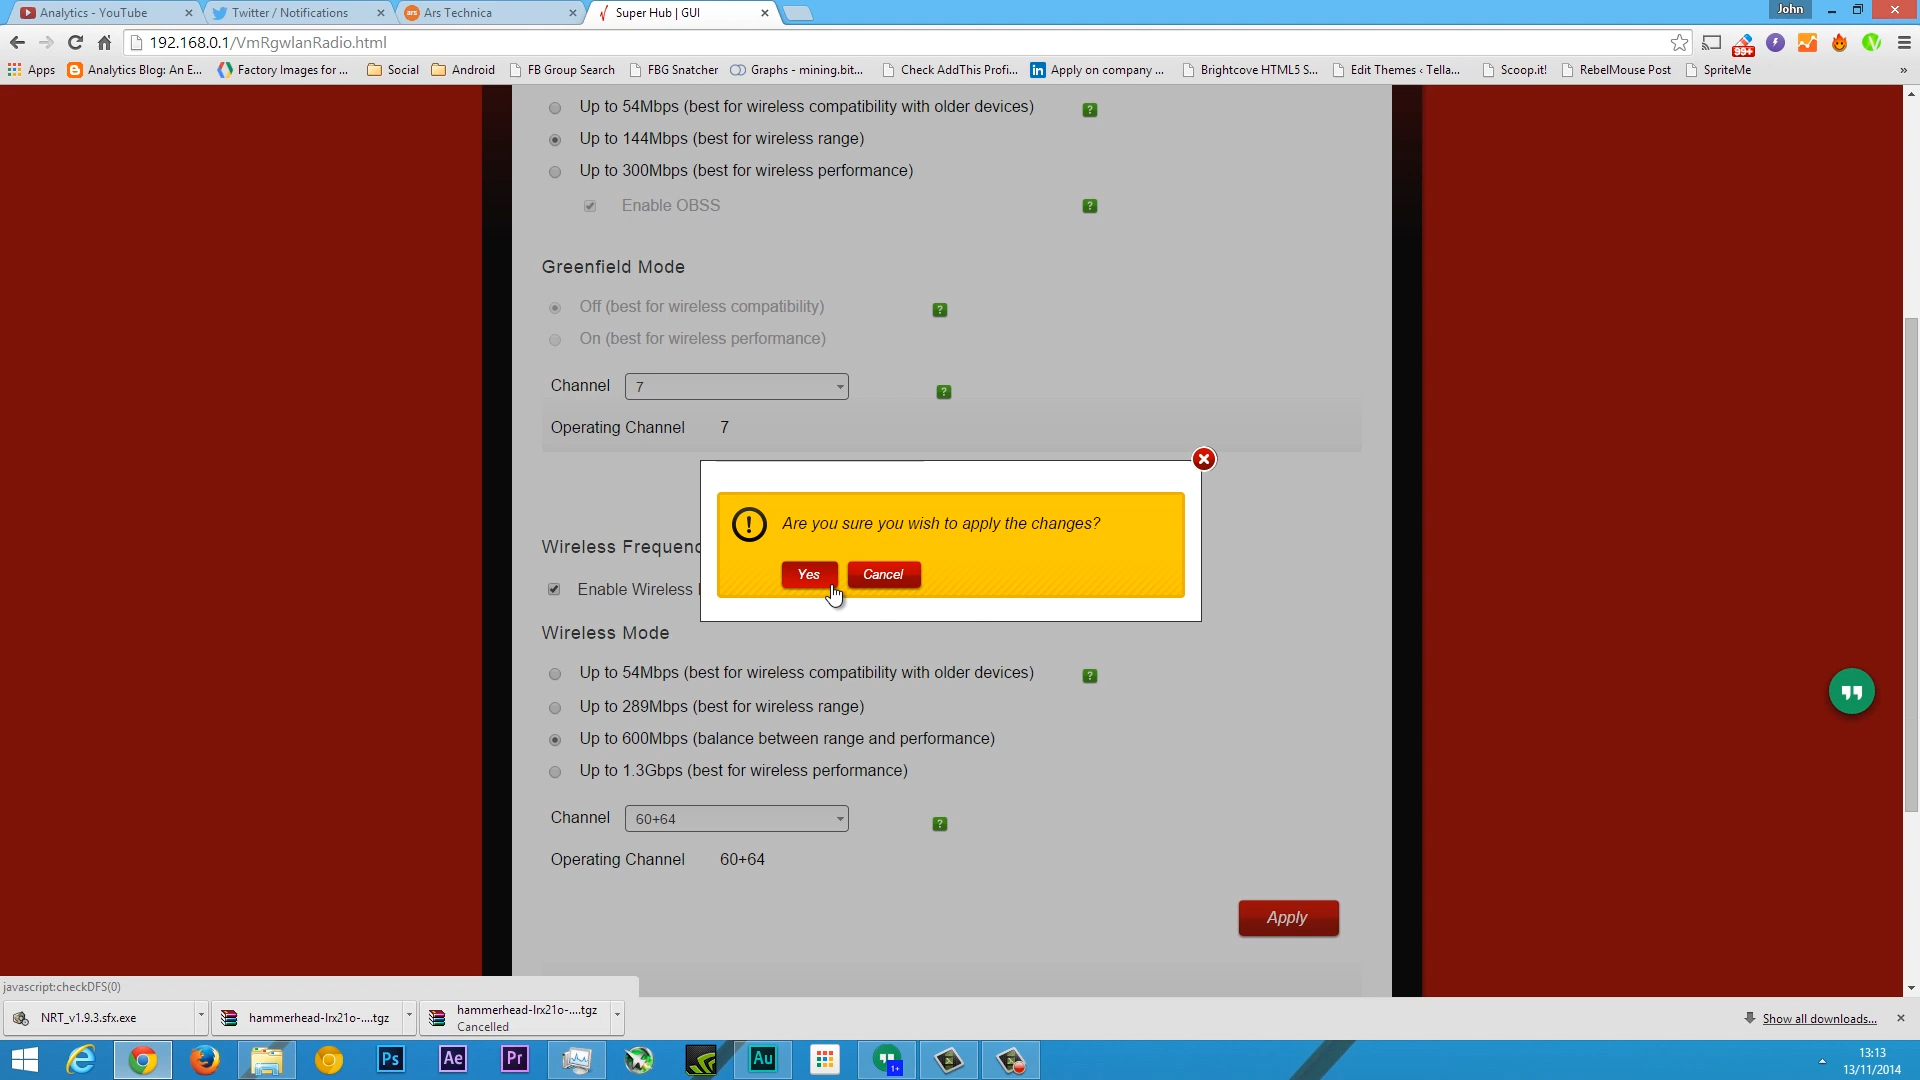 Analytics - YouTube
Twitter / Notifications
Ars Technica
Super Hub | GUI
John
192.168.0.1/VmRgwlanRadio.html
99+
Apps
Analytics Blog: An E...
Factory Images for ...
Social
Android
FB Group Search
FBG Snatcher
Graphs - mining.bit...
Check AddThis Profi...
Apply on company ...
Brightcove HTML5 S...
Edit Themes ‹ Tella...
Scoop.it!
RebelMouse Post
SpriteMe
»
Up to 54Mbps (best for wireless compatibility with older devices)
?
Up to 144Mbps (best for wireless range)
Up to 300Mbps (best for wireless performance)
Enable OBSS
?
Greenfield Mode
Off (best for wireless compatibility)
?
On (best for wireless performance)
Channel
7
?
Operating Channel
7
Are you sure you wish to apply the changes?
Yes
Cancel
Wireless Frequenc
Enable Wireless
Wireless Mode
Up to 54Mbps (best for wireless compatibility with older devices)
?
Up to 289Mbps (best for wireless range)
Up to 600Mbps (balance between range and performance)
Up to 1.3Gbps (best for wireless performance)
Channel
60+64
?
Operating Channel
60+64
Apply
javascript:checkDFS(0)
NRT_v1.9.3.sfx.exe
hammerhead-lrx21o-....tgz
hammerhead-lrx21o-....tgz
Cancelled
Show all downloads...
Ps
Ae
Pr
Au
1+
13:13
13/11/2014